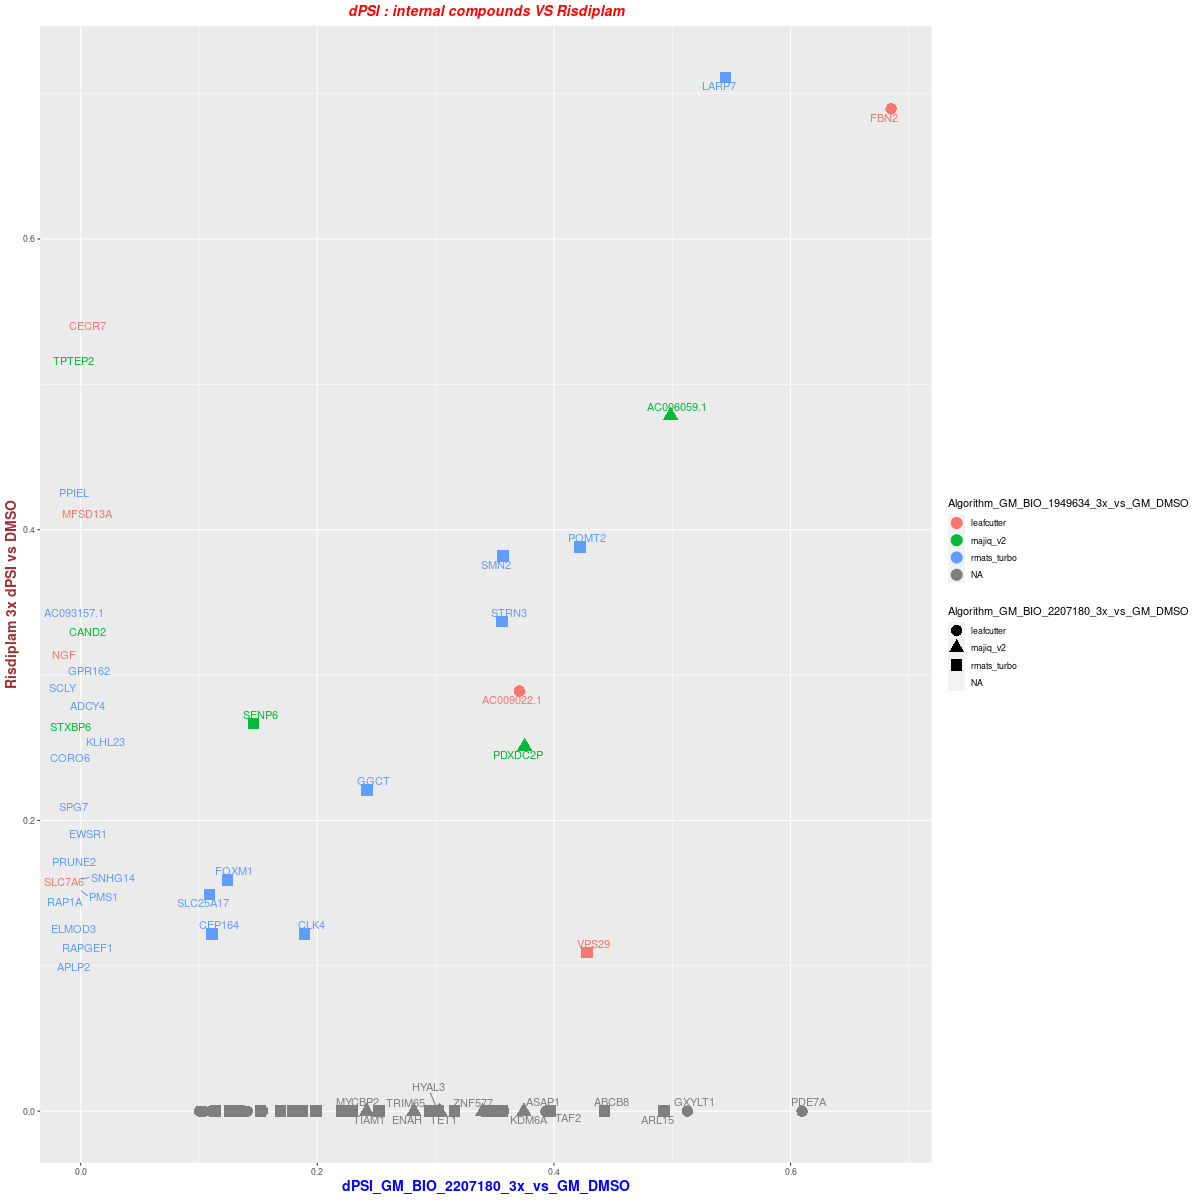 dPSI : internal compounds VS Risdiplam
LARP7
FBN2
0.6
CECR7
TPTEP2
AC006059.1
PPIEL
MFSD13A
0.4
POMT2
SMN2
AC093157.1
STRN3
CAND2
NGF
GPR162
SCLY
AC009022.1
ADCY4
SENP6
STXBP6
KLHL23
PDXDC2P
CORO6
GGCT
SPG7
0.2
EWSR1
PRUNE2
FOXM1
SNHG14
SLC7A6
PMS1
RAP1A
SLC25A17
CEP164
CLK4
ELMOD3
VPS29
RAPGEF1
APLP2
HYAL3
MYCBP2
TRIM65
ZNF577
ASAP1
ABCB8
GXYLT1
PDE7A
0.0
TIAM1
ENAH
TET1
KDM6A
TAF2
ARL15
0.0
0.2
0.4
0.6
dPSI_GM_BIO_2207180_3x_vs_GM_DMSO
Risdiplam 3x dPSI vs DMSO
Algorithm_GM_BIO_1949634_3x_vs_GM_DMSO
leafcutter
majiq_v2
rmats_turbo
NA
Algorithm_GM_BIO_2207180_3x_vs_GM_DMSO
leafcutter
majiq_v2
rmats_turbo
NA